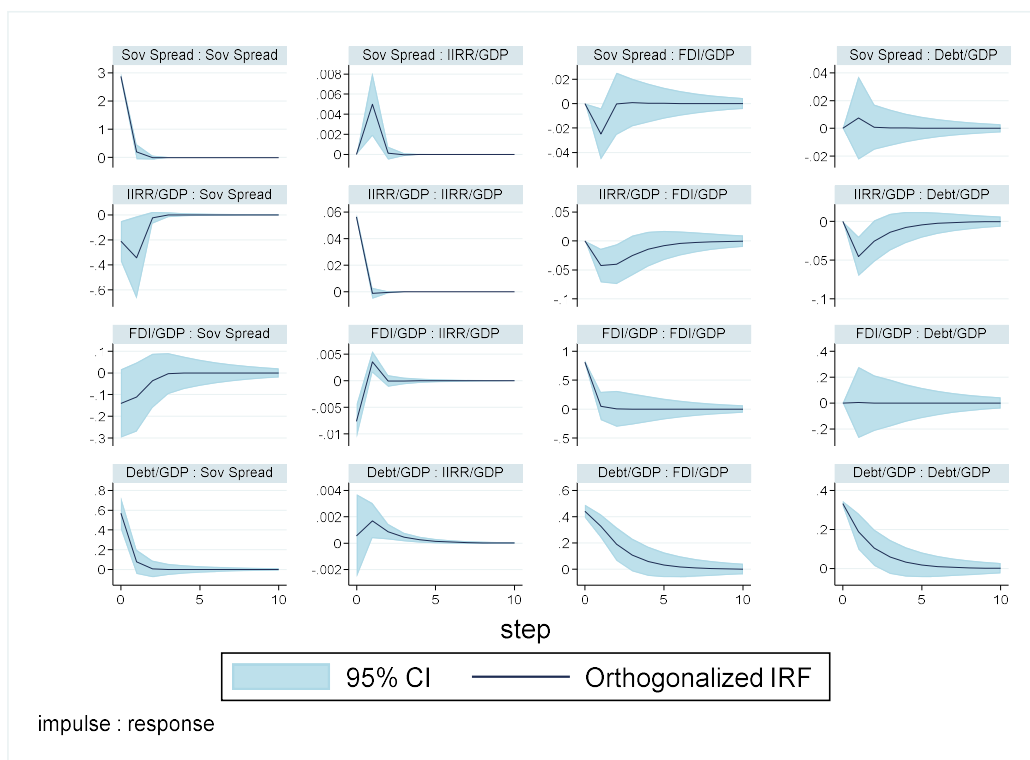 Sov Spread : Sov Spread
Sov Spread : IIRR/GDP
Sov Spread : FDI/GDP
Sov Spread : Debt/GDP
3
2
1
0
.008
.006
.004
.002
0
.02
0
-.02
-.04
.04
.02
0
-.02
IIRR/GDP : Sov Spread
IIRR/GDP : IIRR/GDP
IIRR/GDP : FDI/GDP
IIRR/GDP : Debt/GDP
0
-.2
-.4
-.6
.06
.04
.02
0
.05
0
-.05
-.1
0
-.05
-.1
FDI/GDP : Sov Spread
FDI/GDP : IIRR/GDP
FDI/GDP : FDI/GDP
FDI/GDP : Debt/GDP
.1
0
-.1
-.2
-.3
.005
0
-.005
-.01
1
.5
0
-.5
.4
.2
0
-.2
Debt/GDP : Sov Spread
Debt/GDP : IIRR/GDP
Debt/GDP : FDI/GDP
Debt/GDP : Debt/GDP
.8
.6
.4
.2
0
.004
.002
0
-.002
.6
.4
.2
0
.4
.2
0
0 5 10
0 5 10
0 5 10
0 5 10
step
95% CI
Orthogonalized IRF
impulse : response